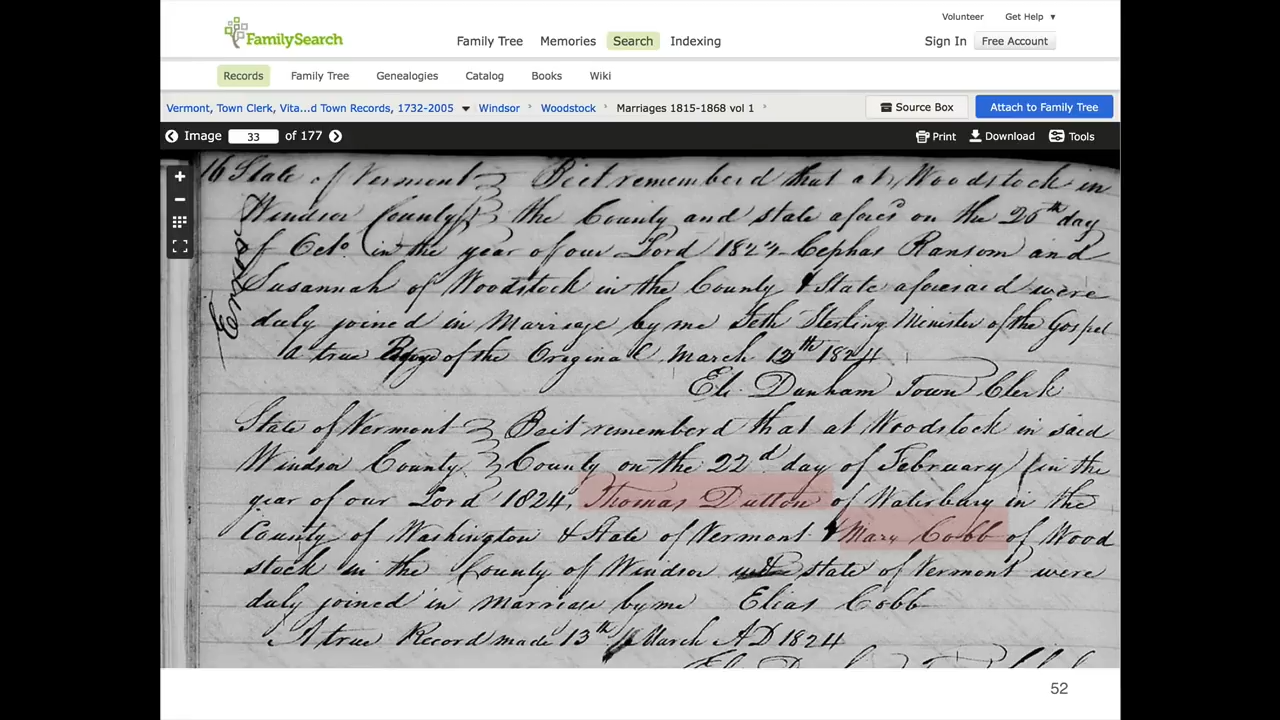 FamilySearch
Volunteer
Get Help
Family Tree
Memories
Search
Indexing
Sign In
Free Account
Records
Family Tree
Genealogies
Catalog
Books
Wiki
Vermont, Town Clerk, Vita...d Town Records, 1732-2005
Windsor
Woodstock
Marriages 1815-1868 vol 1
Source Box
Attach to Family Tree
Image 33 of 177
Print
Download
Tools
16 State of Vermont Be it rememberd that at Woodstock in
Windsor County the County and state afores'd on the 20th day
of Oct'o. (in the year of our Lord 1823 Cephas Ransom and
Susannah of Woodstock in the County & State aforesaid were
duly joined in Marriage by me Seth Sterling Minister of the Gospel
A true of the Original March 12th 1824
El. Dunham Town Clerk
State of Vermont Be it rememberd that at Woodstock in said
Windsor County County on the 22d day of February (in the
year of our Lord 1824, Thomas Dutton of Waterbury in the
County of Washington & State of Vermont & Mary Cobb of Wood
stock in the County of Windsor state of Vermont were
duly joined in Marriage by me Elias Cobb
A true Record made 13th March AD 1824
52